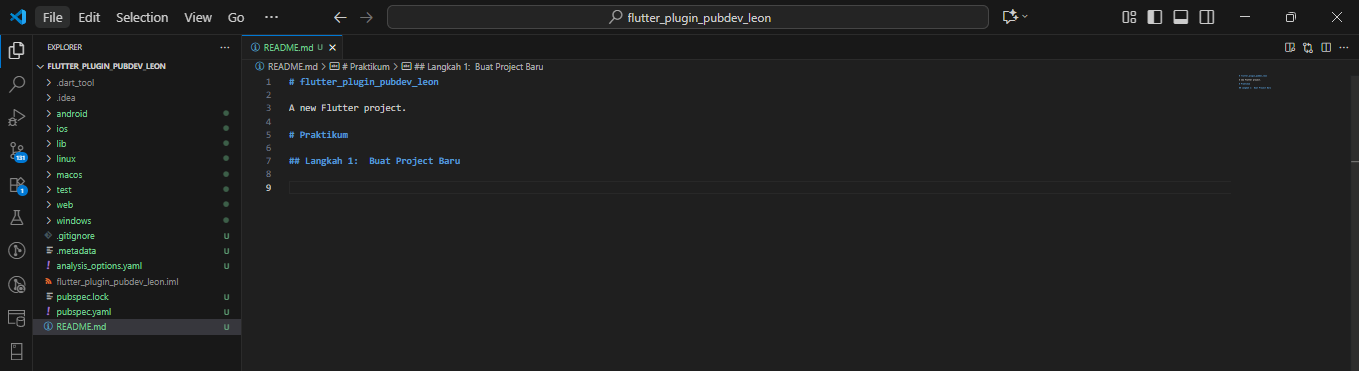 File Edit Selection View Go ···
flutter_plugin_pubdev_leon
EXPLORER ···
FLUTTER_PLUGIN_PUBDEV_LEON
.dart_tool
.idea
android
ios
lib
linux
macos
test
web
windows
.gitignore U
.metadata U
analysis_options.yaml U
flutter_plugin_pubdev_leon.iml
pubspec.lock U
pubspec.yaml U
README.md U
131
1
README.md U
README.md > # Praktikum > ## Langkah 1:  Buat Project Baru
1 # flutter_plugin_pubdev_leon
2
3 A new Flutter project.
4
5 # Praktikum
6
7 ## Langkah 1:  Buat Project Baru
8
9